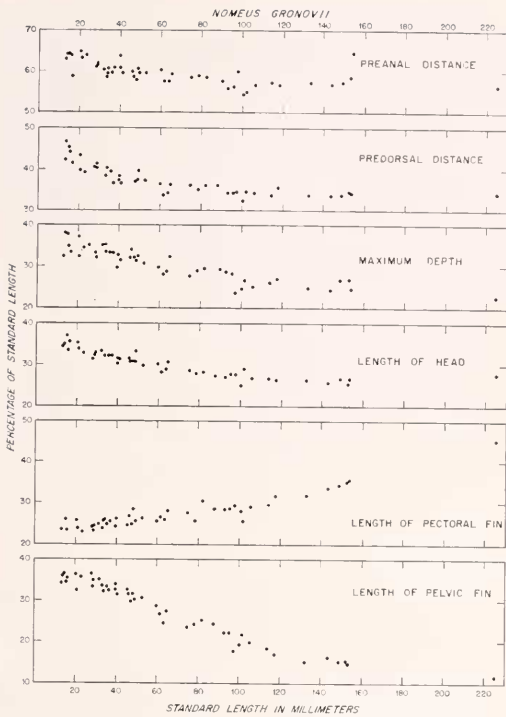 NOMEUS GRONOVII
20 40 60 80 100 120 140 160 180 200 220
70
60
50
PREANAL DISTANCE
50
40
30
PREDORSAL DISTANCE
40
30
20
MAXIMUM DEPTH
40
30
20
LENGTH OF HEAD
50
40
30
20
LENGTH OF PECTORAL FIN
40
30
20
10
LENGTH OF PELVIC FIN
20 40 60 80 100 120 140 160 180 200 220
PERCENTAGE OF STANDARD LENGTH
STANDARD LENGTH IN MILLIMETERS